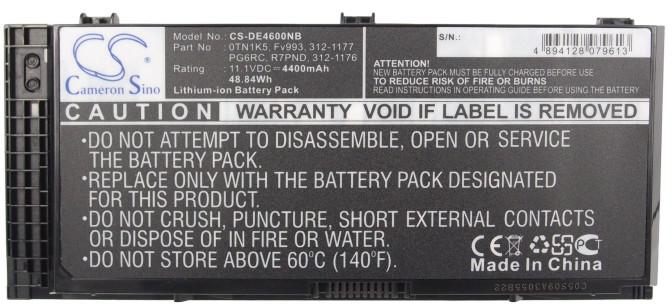 CS
Cameron Sino
Model No.: CS-DE4600NB
Part No : 0TN1K5, Fv993, 312-1177
PG6RC, R7PND, 312-1176
Rating : 11.1VDC⎓4400mAh
48.84Wh
Lithium-ion Battery Pack
S/N.:
4 894128 079613
ATTENTION!
NEW BATTERY PACK MUST BE FULLY CHARGED BEFORE USE
TO REDUCE RISK OF FIRE OR BURNS
READ INSTRUCTIONS IN OPERATING GUIDE BEFORE USING THE BATTERY
CAUTION WARRANTY VOID IF LABEL IS REMOVED
•DO NOT ATTEMPT TO DISASSEMBLE, OPEN OR SERVICE
THE BATTERY PACK.
•REPLACE ONLY WITH THE BATTERY PACK DESIGNATED
FOR THIS PRODUCT.
•DO NOT CRUSH, PUNCTURE, SHORT EXTERNAL CONTACTS
OR DISPOSE OF IN FIRE OR WATER.
•DO NOT STORE ABOVE 60°C (140°F).
CE PCT
Made In China
C05S09A3055B22